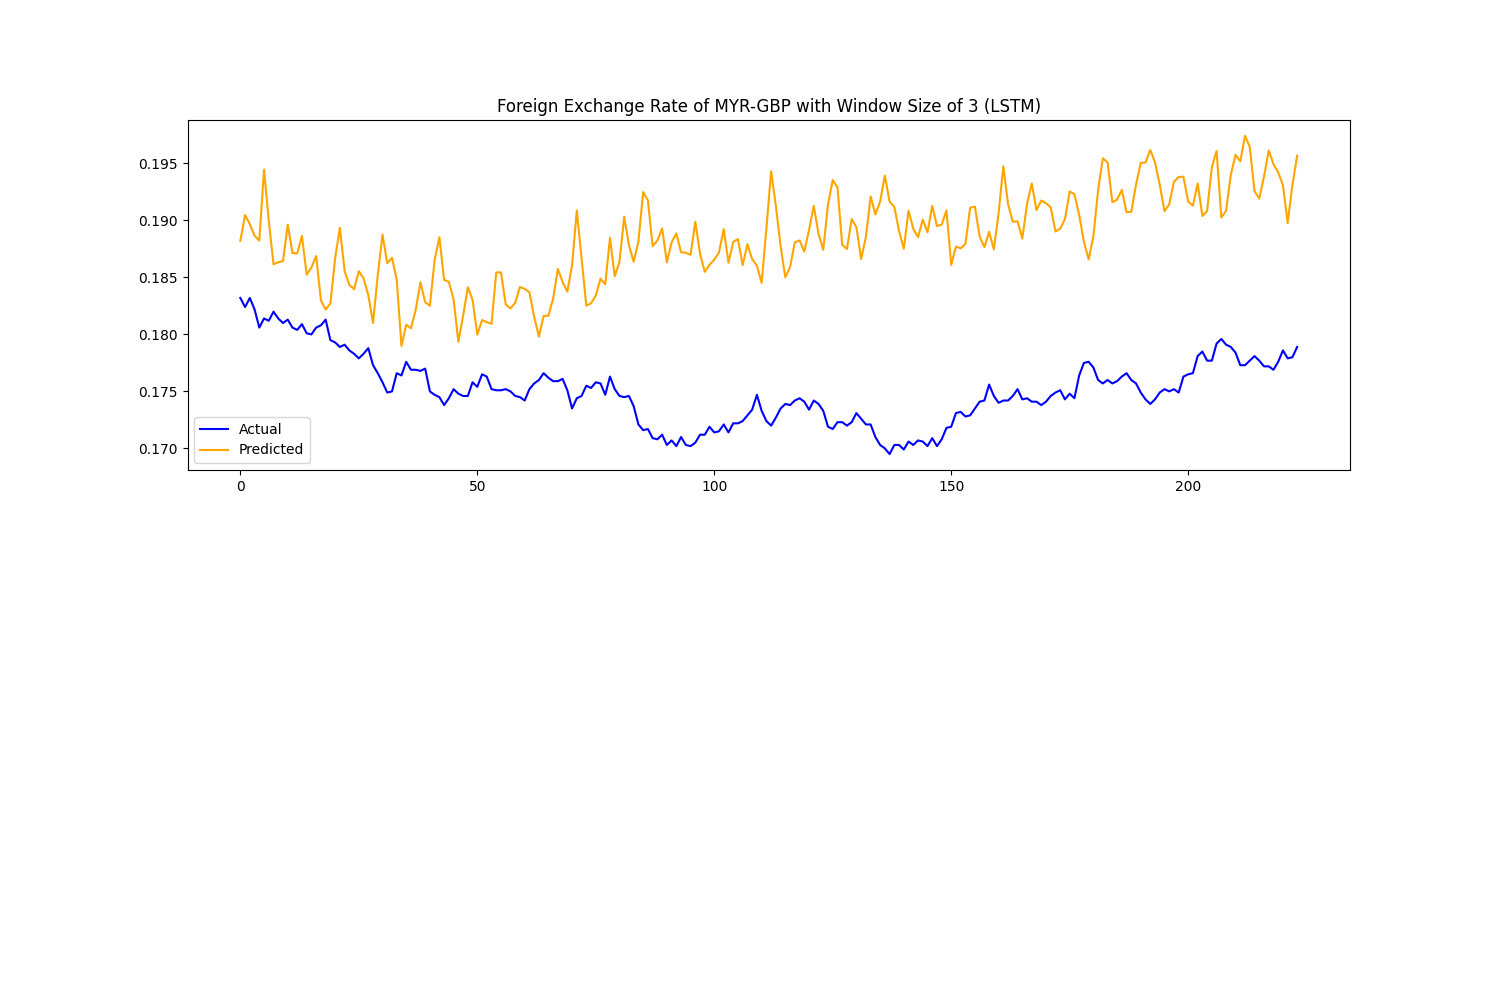 Foreign Exchange Rate of MYR-GBP with Window Size of 3 (LSTM)
0.195
0.190
0.185
0.180
0.175
0.170
Actual
Predicted
0 50 100 150 200